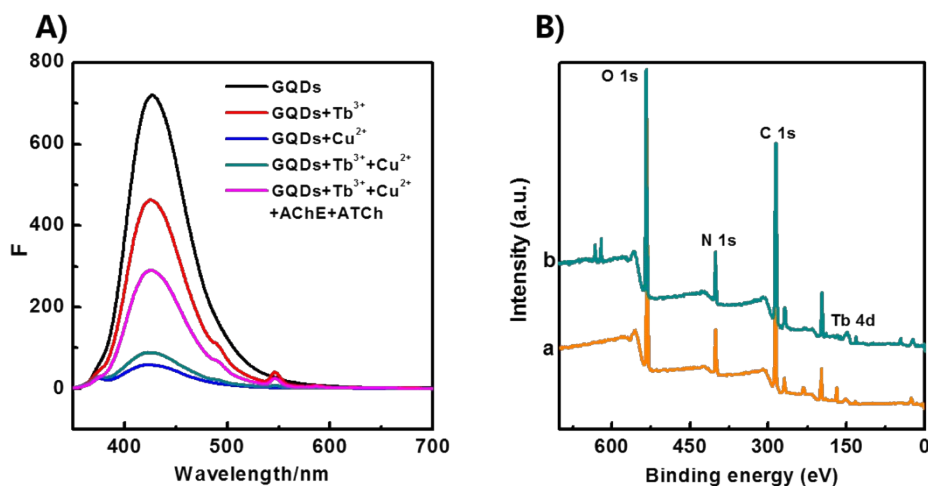 A)
800
600
400
200
0
F
400
500
600
700
Wavelength/nm
GQDs
GQDs+Tb³⁺
GQDs+Cu²⁺
GQDs+Tb³⁺+Cu²⁺
GQDs+Tb³⁺+Cu²⁺
+AChE+ATCh
B)
O 1s
C 1s
N 1s
Tb 4d
b
a
Intensity (a.u.)
600
450
300
150
0
Binding energy (eV)